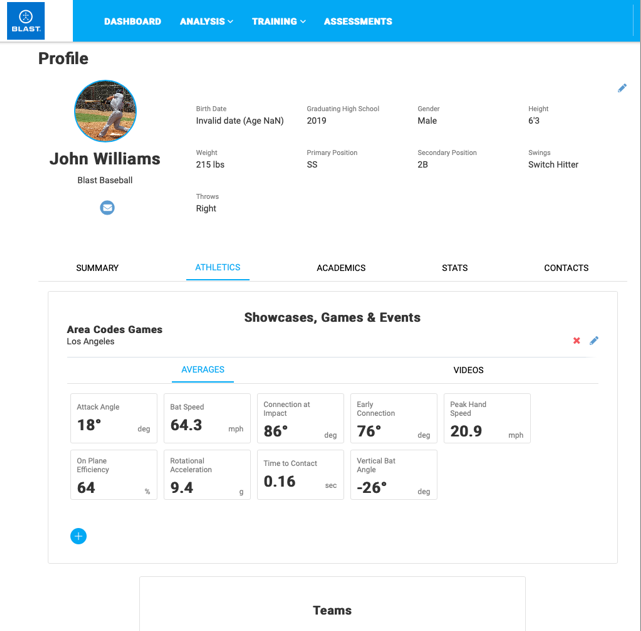 BLAST.
DASHBOARD
ANALYSIS
TRAINING
ASSESSMENTS
Profile
John Williams
Blast Baseball
Birth Date
Invalid date (Age NaN)
Graduating High School
2019
Gender
Male
Height
6'3
Weight
215 lbs
Primary Position
SS
Secondary Position
2B
Swings
Switch Hitter
Throws
Right
SUMMARY
ATHLETICS
ACADEMICS
STATS
CONTACTS
Showcases, Games & Events
Area Codes Games
Los Angeles
AVERAGES
VIDEOS
Attack Angle
18°
deg
Bat Speed
64.3
mph
Connection at
Impact
86°
deg
Early
Connection
76°
deg
Peak Hand
Speed
20.9
mph
On Plane
Efficiency
64
%
Rotational
Acceleration
9.4
g
Time to Contact
0.16
sec
Vertical Bat
Angle
-26°
deg
Teams